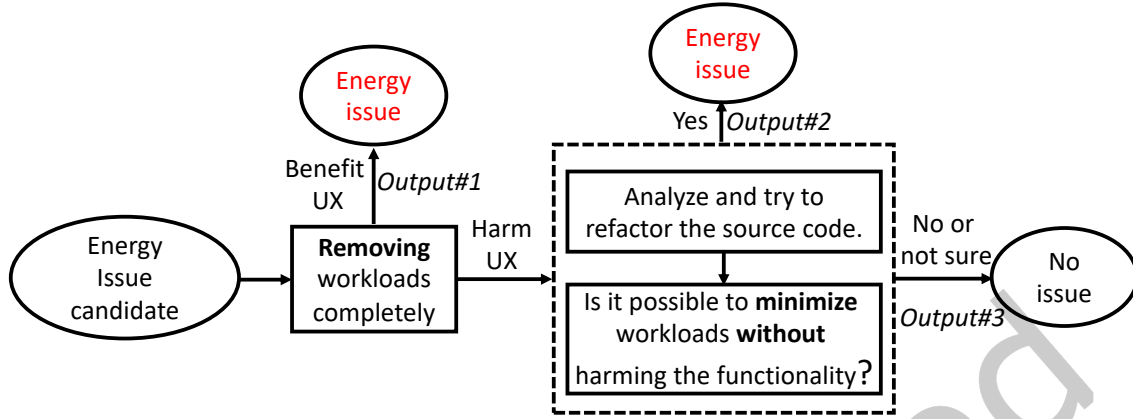 Energy
Issue
candidate
Removing
workloads
completely
Benefit
UX
Output#1
Energy
issue
Harm
UX
Analyze and try to
refactor the source code.
Is it possible to minimize
workloads without
harming the functionality?
Yes
Output#2
Energy
issue
No or
not sure
Output#3
No
issue